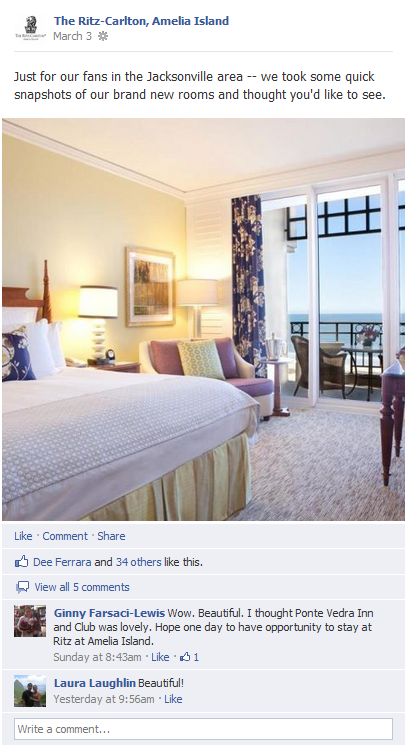 The Ritz-Carlton, Amelia Island
THE RITZ-CARLTON
March 3
Just for our fans in the Jacksonville area -- we took some quick
snapshots of our brand new rooms and thought you'd like to see.
Like · Comment · Share
Dee Ferrara and 34 others like this.
View all 5 comments
Ginny Farsaci-Lewis Wow. Beautiful. I thought Ponte Vedra Inn
and Club was lovely. Hope one day to have opportunity to stay at
Ritz at Amelia Island.
Sunday at 8:43am · Like · 1
Laura Laughlin Beautiful!
Yesterday at 9:56am · Like
Write a comment...